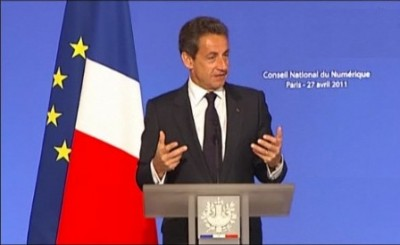 Conseil National du Numérique
Paris - 27 avril 2011